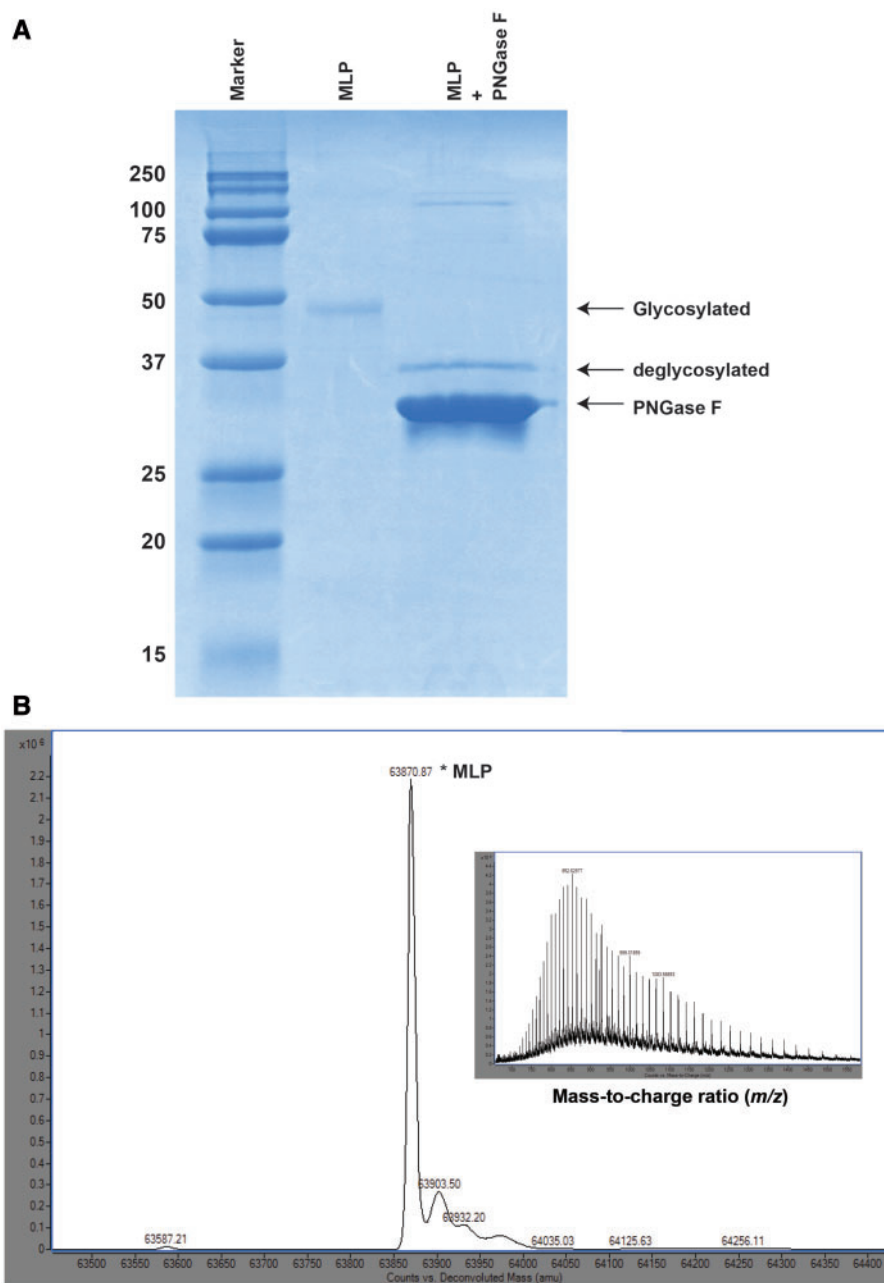 A
Marker
MLP
MLP
+
PNGase F
250
100
75
50
37
25
20
15
Glycosylated
deglycosylated
PNGase F
B
x10 6
2.2
2.1
2
1.9
1.8
1.7
1.6
1.5
1.4
1.3
1.2
1.1
1
0.9
0.8
0.7
0.6
0.5
0.4
0.3
0.2
0.1
0
63870.87 * MLP
63903.50
63932.20
63587.21
64035.03
64125.63
64256.11
63500 63550 63600 63650 63700 63750 63800 63850 63900 63950 64000 64050 64100 64150 64200 64250 64300 64350 64400
Counts vs. Deconvoluted Mass (amu)
Counts vs. Mass-to-Charge (m/z)
Mass-to-charge ratio (m/z)